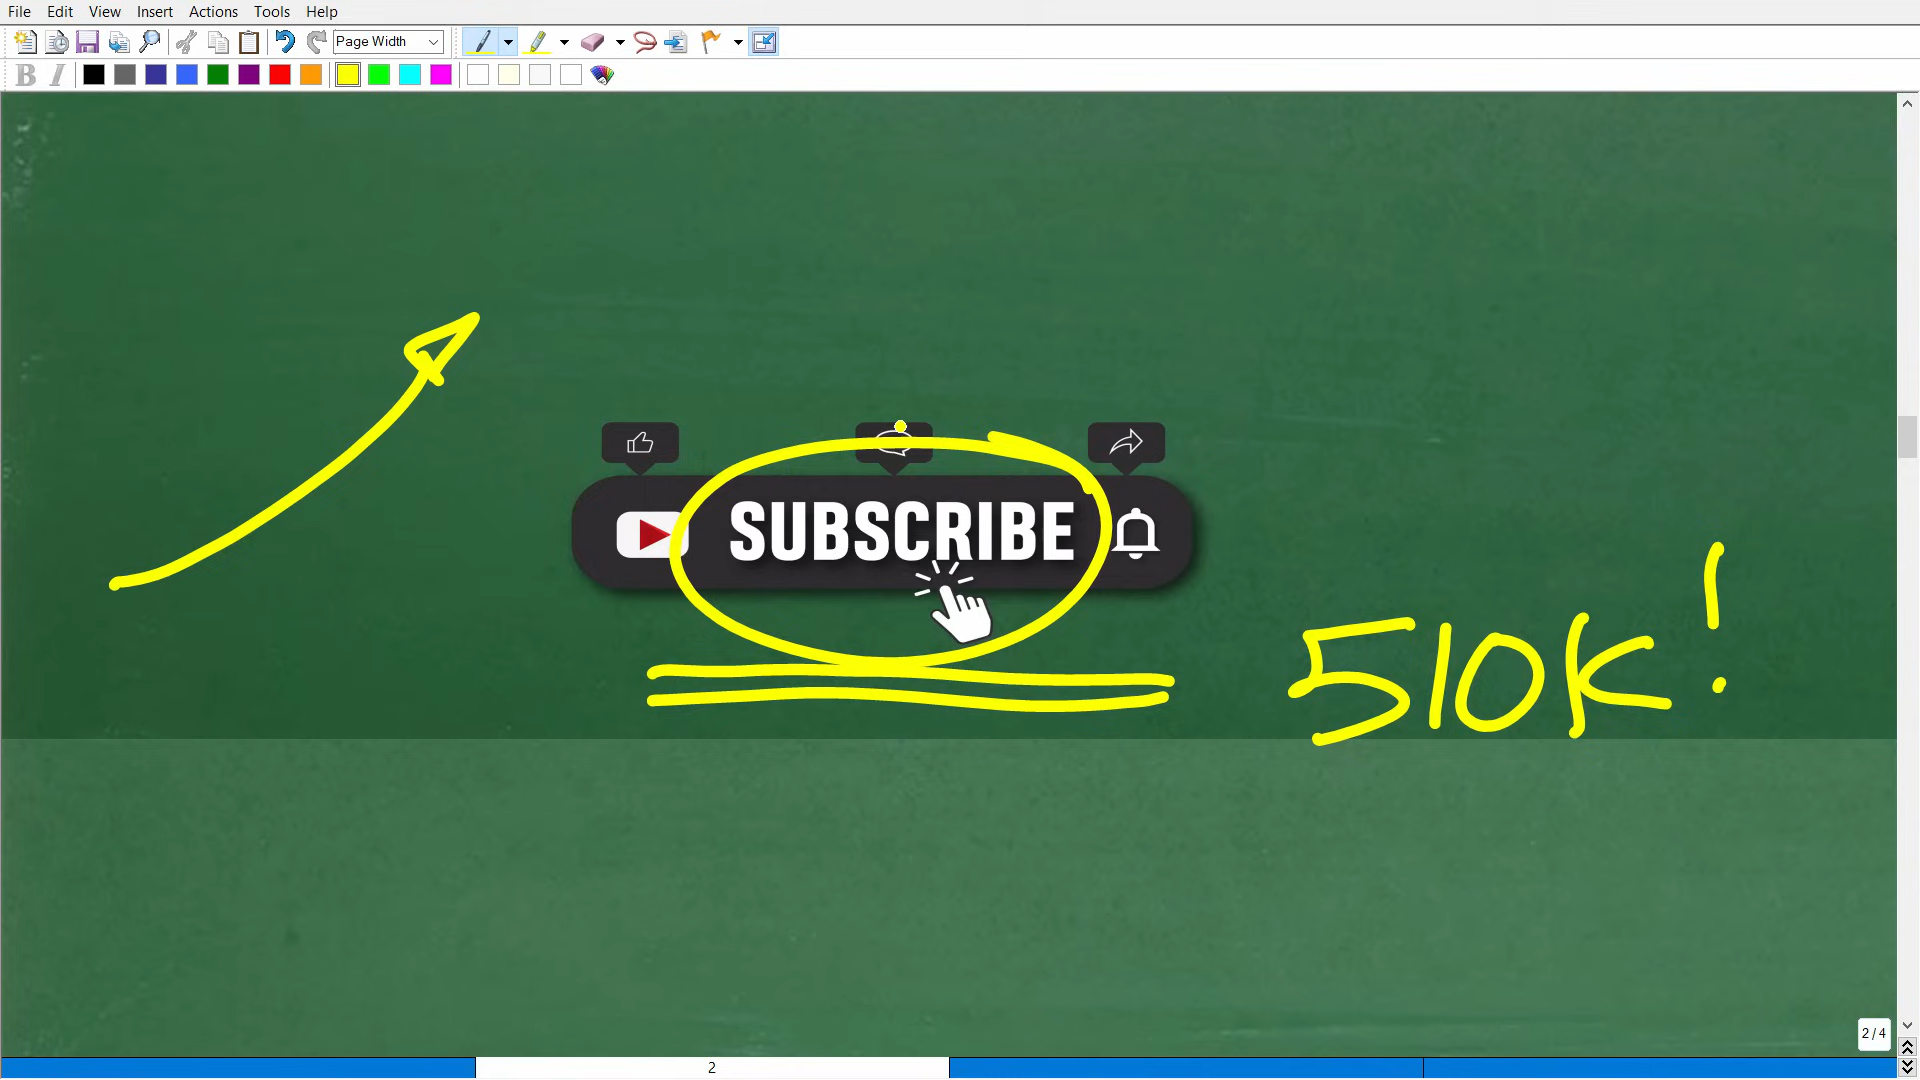 File Edit View Insert Actions Tools Help
Page Width
B I
SUBSCRIBE
510K!
2 / 4
2